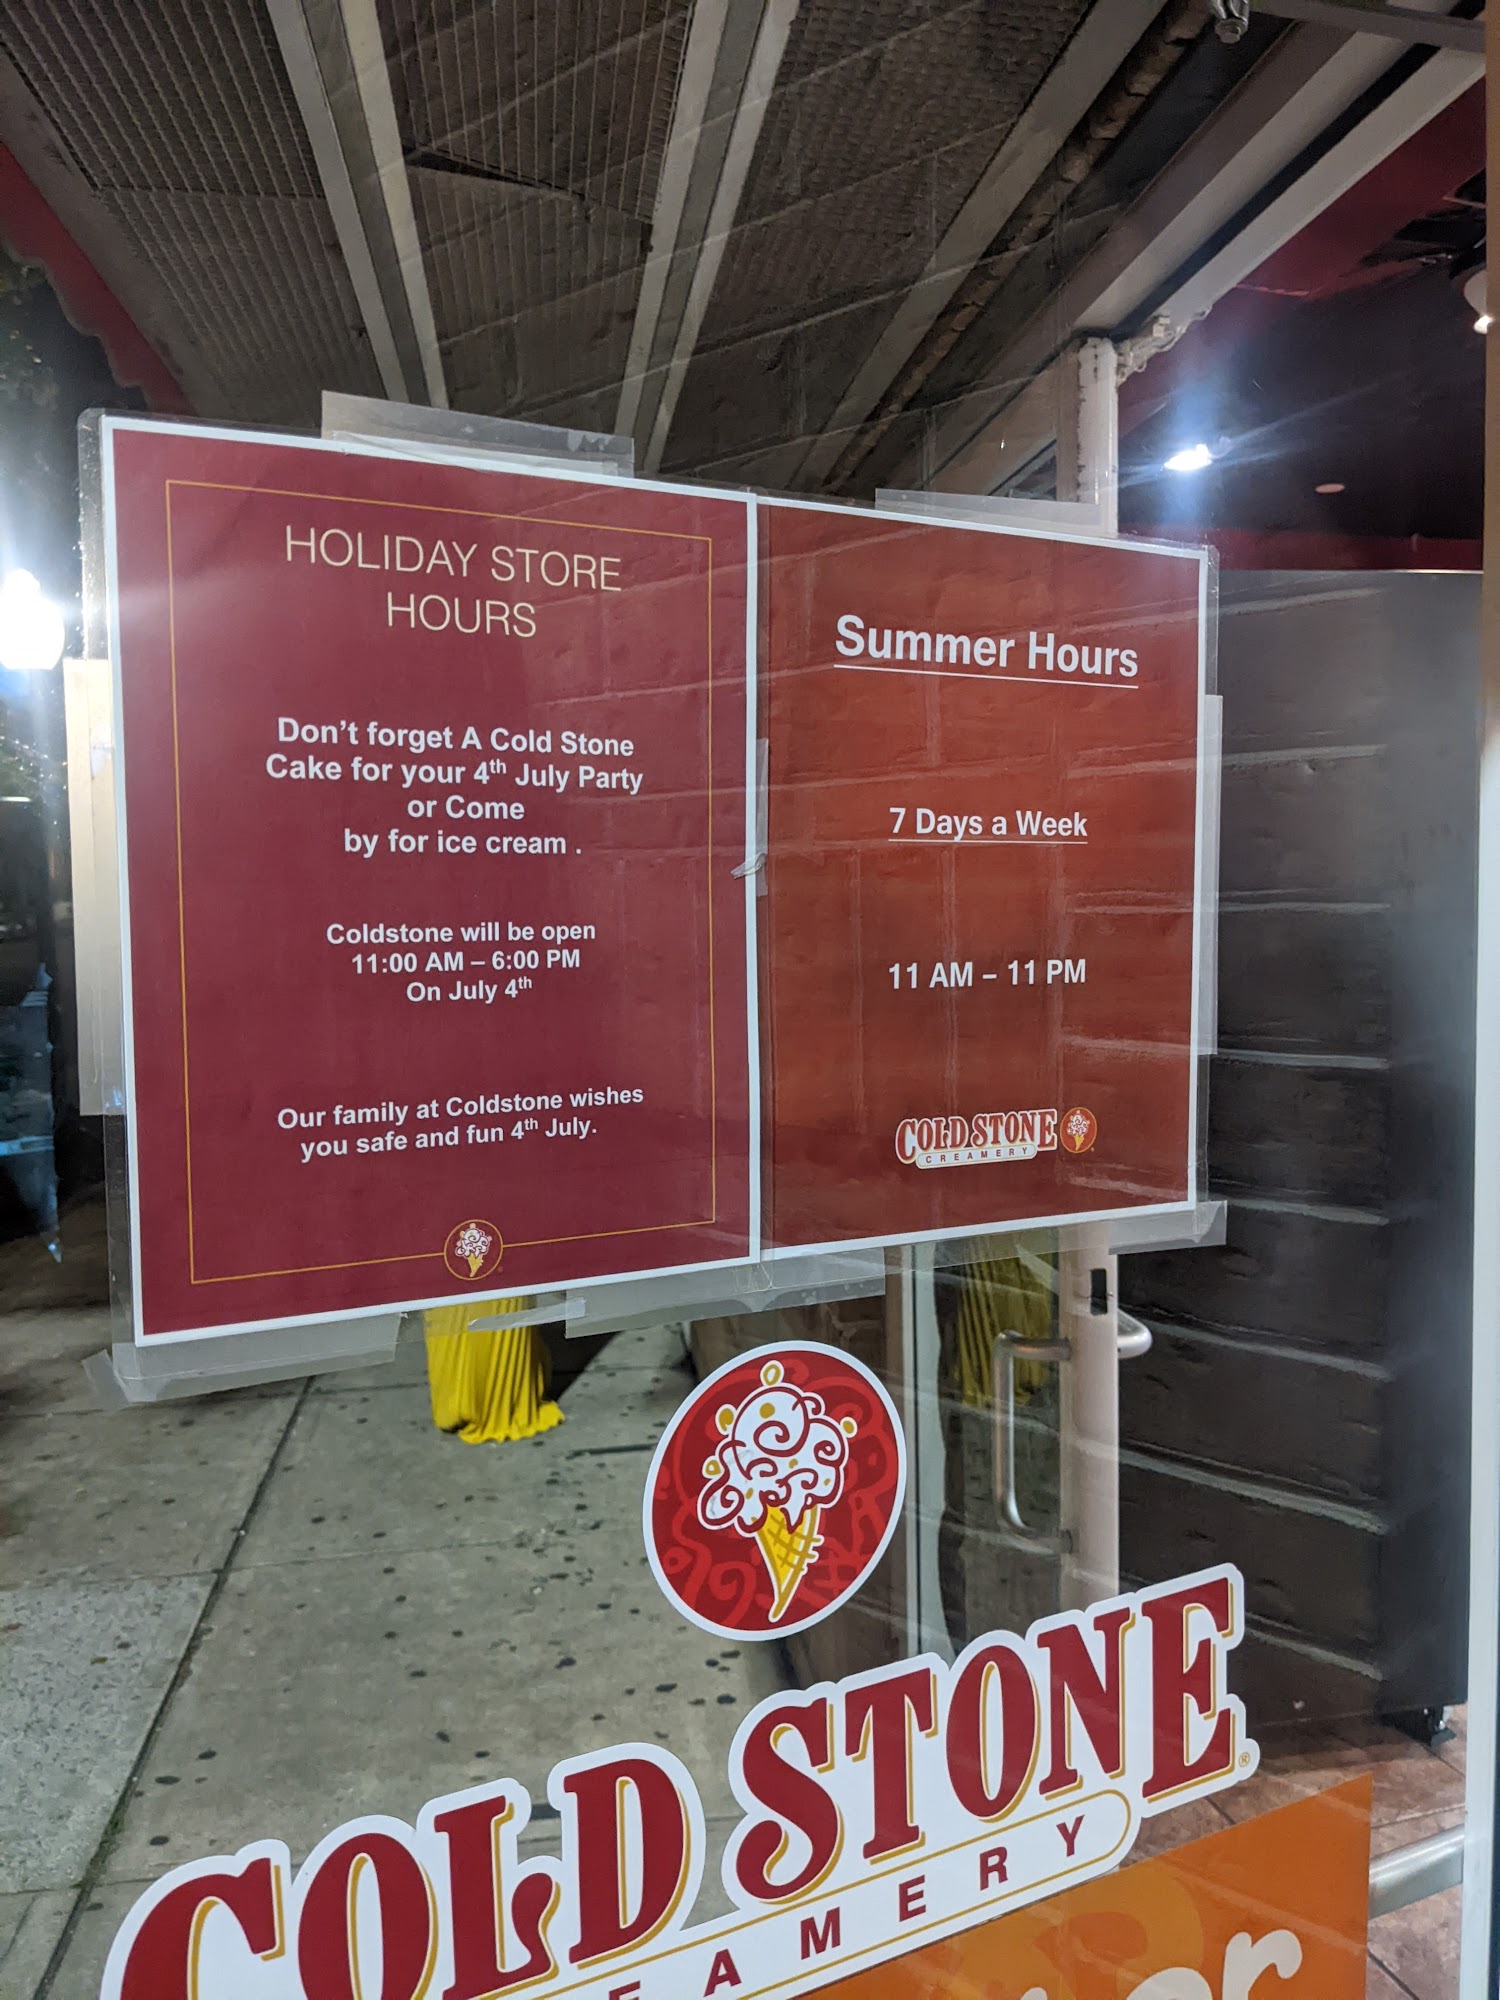 HOLIDAY STORE
HOURS
Don't forget A Cold Stone
Cake for your 4th July Party
or Come
by for ice cream .
Coldstone will be open
11:00 AM – 6:00 PM
On July 4th
Our family at Coldstone wishes
you safe and fun 4th July.
Summer Hours
7 Days a Week
11 AM – 11 PM
COLD STONE
CREAMERY
COLD STONE®
EAMERY